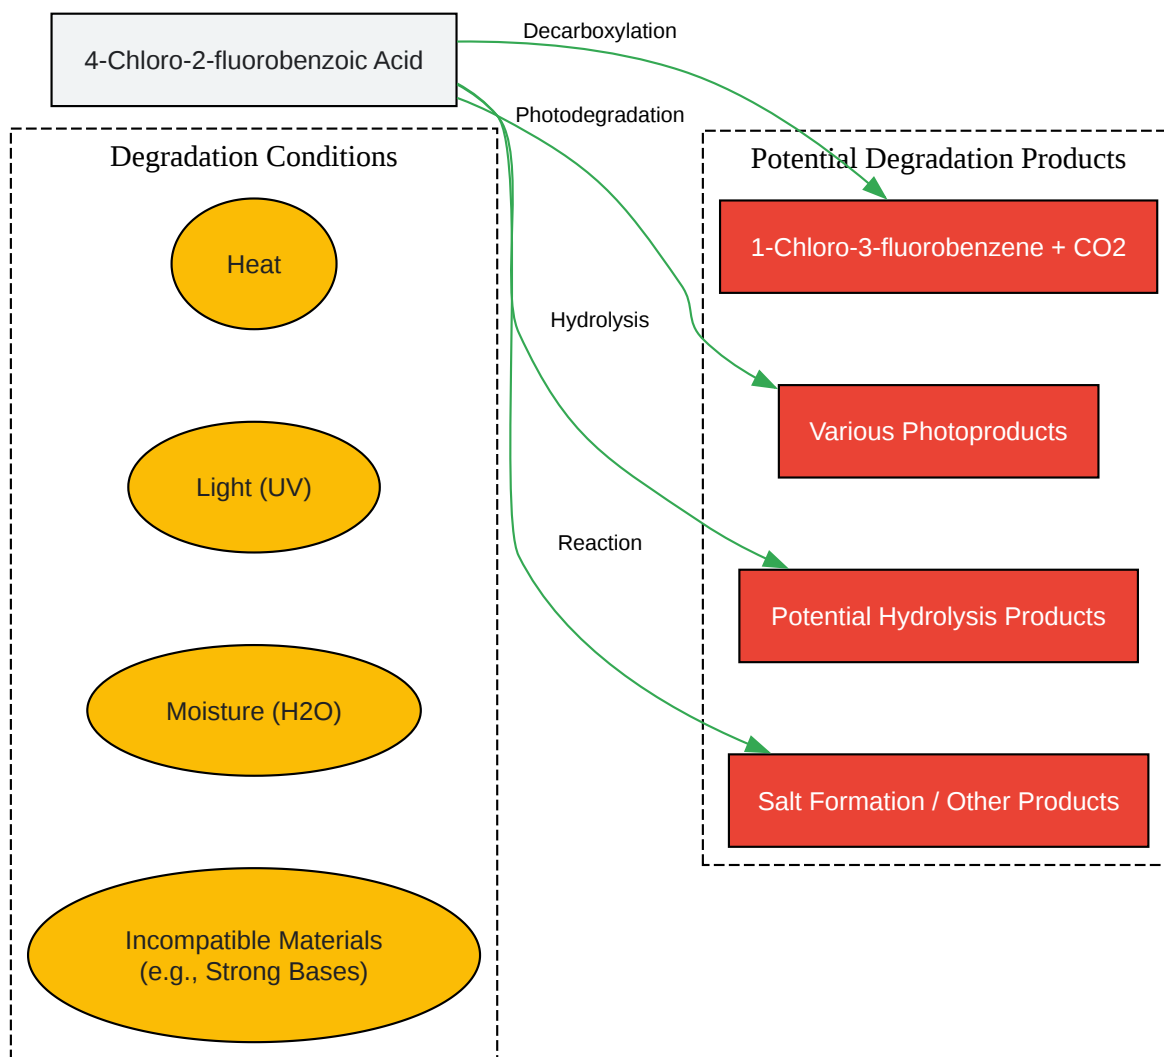 4-Chloro-2-fluorobenzoic Acid
Decarboxylation
Photodegradation
Hydrolysis
Reaction
Degradation Conditions
Heat
Light (UV)
Moisture (H2O)
Incompatible Materials
(e.g., Strong Bases)
Potential Degradation Products
1-Chloro-3-fluorobenzene + CO2
Various Photoproducts
Potential Hydrolysis Products
Salt Formation / Other Products